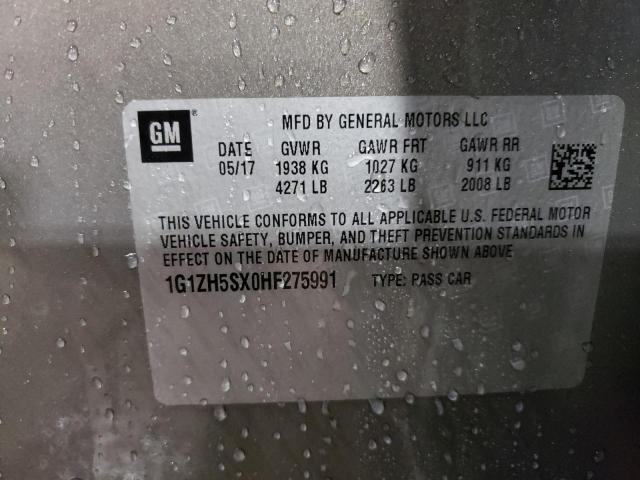 GM®
MFD BY GENERAL MOTORS LLC
DATE GVWR GAWR FRT GAWR RR
05/17 1938 KG 1027 KG 911 KG
4271 LB 2263 LB 2008 LB
THIS VEHICLE CONFORMS TO ALL APPLICABLE U.S. FEDERAL MOTOR
VEHICLE SAFETY, BUMPER, AND THEFT PREVENTION STANDARDS IN
EFFECT ON THE DATE OF MANUFACTURE SHOWN ABOVE
1G1ZH5SX0HF275991 TYPE: PASS CAR